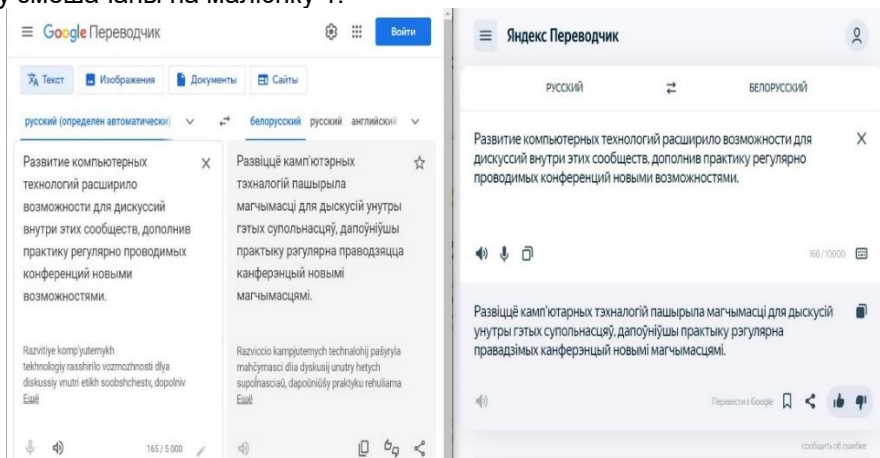 на малюнку 1.
Google Переводчик
Войти
Текст Изображения Документы Сайты
русский (определен автоматически) белорусский русский английский
Развитие компьютерных
технологий расширило
возможности для дискуссий
внутри этих сообществ, дополнив
практику регулярно проводимых
конференций новыми
возможностями.
Razvitiye komp'yuternykh
tekhnologiy rasshirilo vozmozhnosti dlya
diskussiy vnutri etikh soobshchestv, dopolniv
Ещё
165 / 5 000
Развіццё камп'ютэрных
тэхналогій пашырыла
магчымасці для дыскусій унутры
гэтых супольнасцяў, дапоўніўшы
практыку рэгулярна праводзяцца
канферэнцый новымі
магчымасцямі.
Razviccio kampjuternych technalohij pašyryla
mahčymasci dlia dyskusij unutry hetych
supoĺnasciaŭ, dapoŭniŭšy praktyku rehuliarna
Ещё
Яндекс Переводчик
РУССКИЙ БЕЛОРУССКИЙ
Развитие компьютерных технологий расширило возможности для
дискуссий внутри этих сообществ, дополнив практику регулярно
проводимых конференций новыми возможностями.
166/10000
Развіццё камп'ютарных тэхналогій пашырыла магчымасці для дыскусій
унутры гэтых супольнасцяў, дапоўніўшы практыку рэгулярна
правадзімых канферэнцый новымі магчымасцямі.
Перевести в Google
сообщить об ошибке